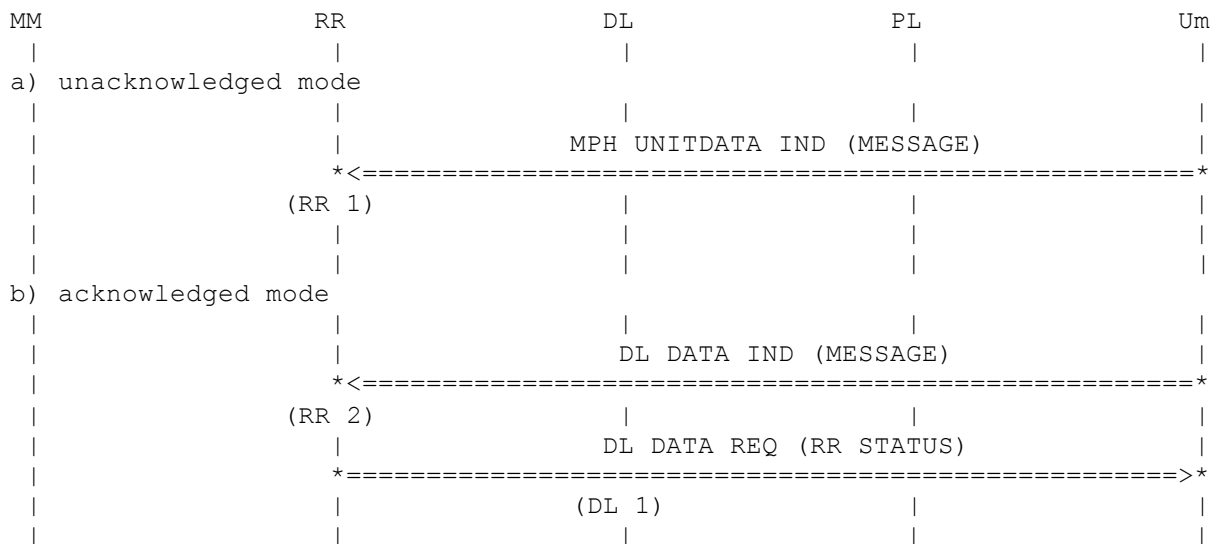 MM RR DL PL Um
a) unacknowledged mode
MPH UNITDATA IND (MESSAGE)
*<====================================================*
(RR 1)
b) acknowledged mode
DL DATA IND (MESSAGE)
*<====================================================*
(RR 2)
DL DATA REQ (RR STATUS)
*====================================================>*
(DL 1)